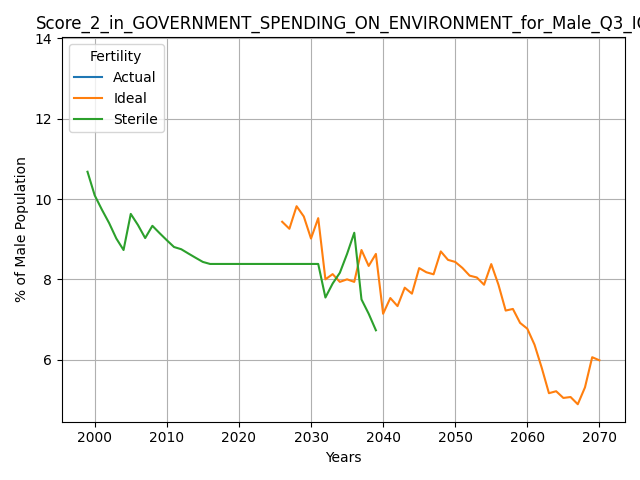 Score_2_in_GOVERNMENT_SPENDING_ON_ENVIRONMENT_for_Male_Q3_IQ
Fertility
Actual
Ideal
Sterile
% of Male Population
14
12
10
8
6
2000 2010 2020 2030 2040 2050 2060 2070
Years